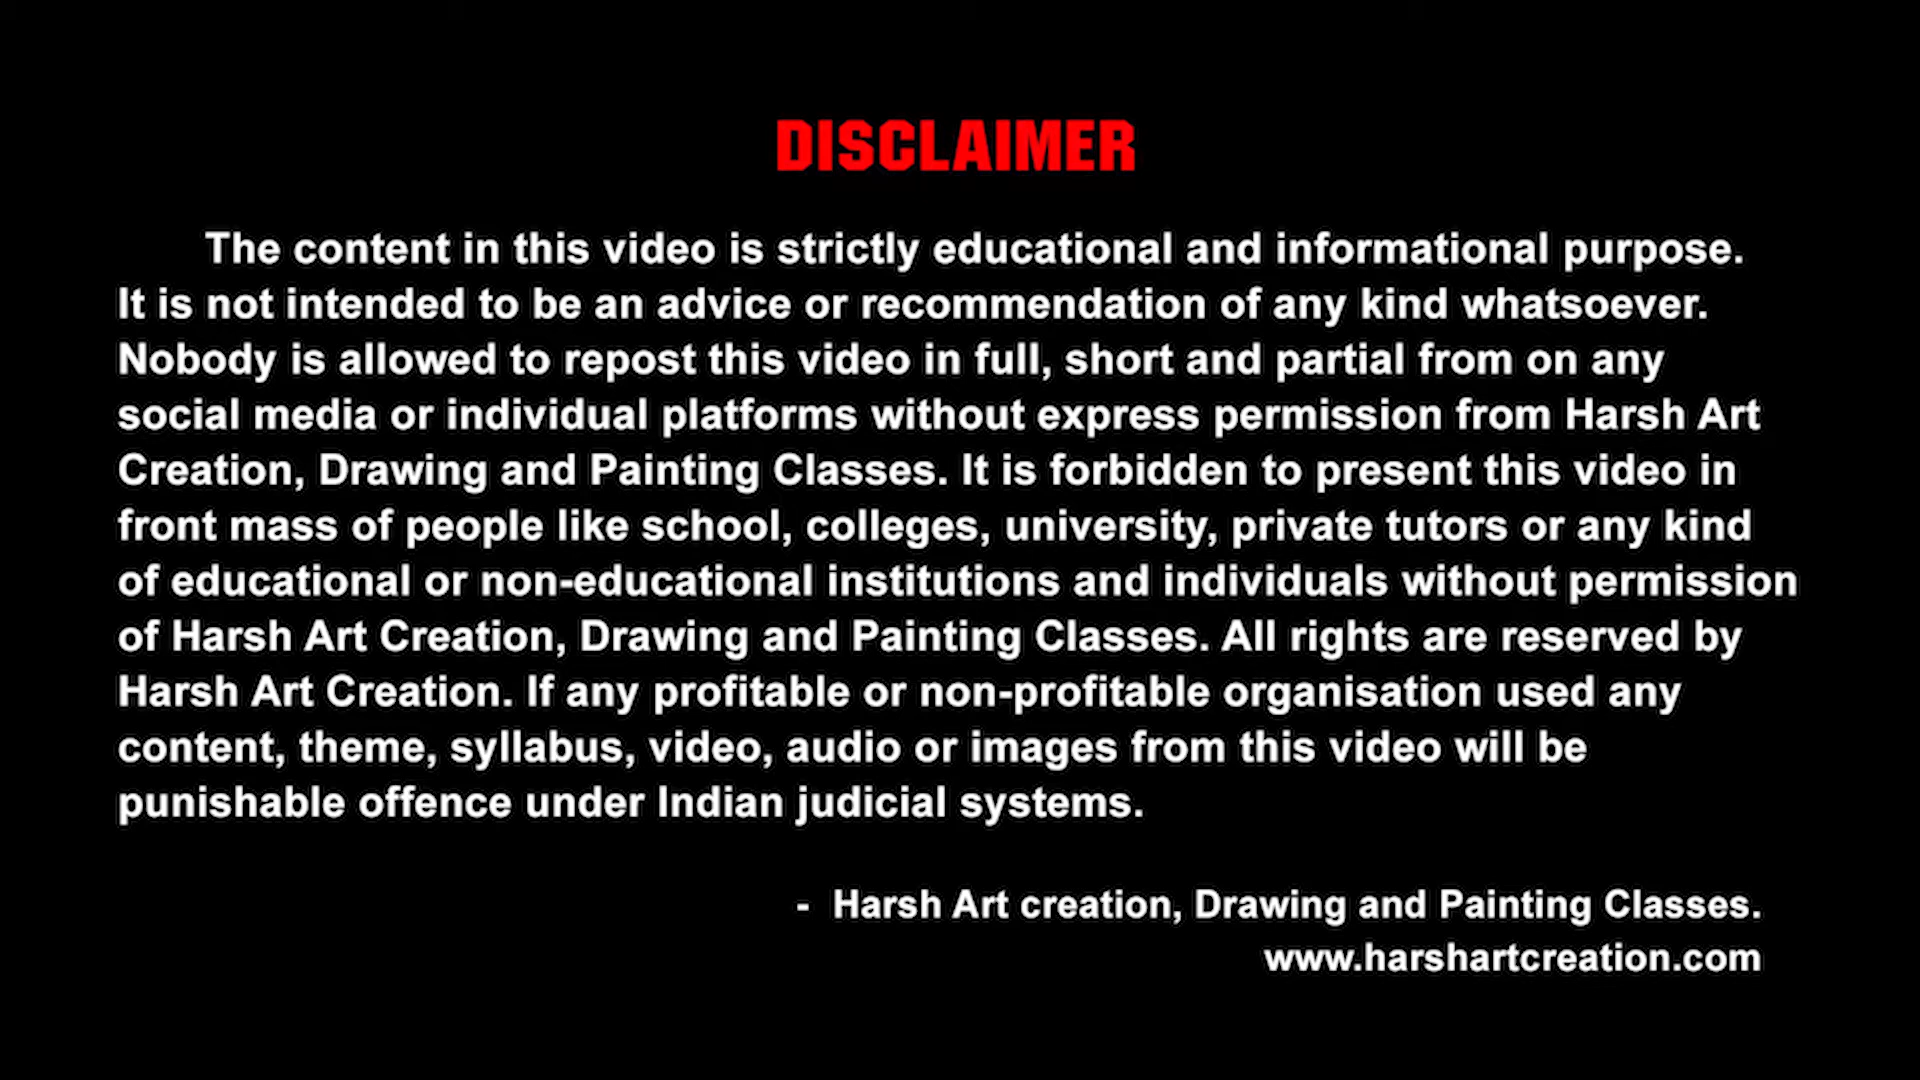 DISCLAIMER
The content in this video is strictly educational and informational purpose.
It is not intended to be an advice or recommendation of any kind whatsoever.
Nobody is allowed to repost this video in full, short and partial from on any
social media or individual platforms without express permission from Harsh Art
Creation, Drawing and Painting Classes. It is forbidden to present this video in
front mass of people like school, colleges, university, private tutors or any kind
of educational or non-educational institutions and individuals without permission
of Harsh Art Creation, Drawing and Painting Classes. All rights are reserved by
Harsh Art Creation. If any profitable or non-profitable organisation used any
content, theme, syllabus, video, audio or images from this video will be
punishable offence under Indian judicial systems.
- Harsh Art creation, Drawing and Painting Classes.
www.harshartcreation.com